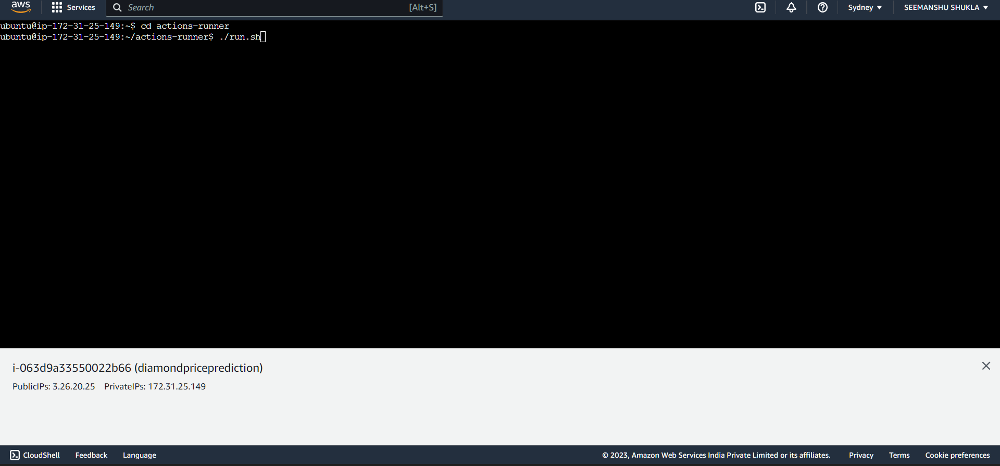 aws Services Search [Alt+S] Sydney SEEMANSHU SHUKLA
ubuntu@ip-172-31-25-149:~$ cd actions-runner
ubuntu@ip-172-31-25-149:~/actions-runner$ ./run.sh
i-063d9a33550022b66 (diamondpriceprediction)
PublicIPs: 3.26.20.25 PrivateIPs: 172.31.25.149
CloudShell Feedback Language © 2023, Amazon Web Services India Private Limited or its affiliates. Privacy Terms Cookie preferences